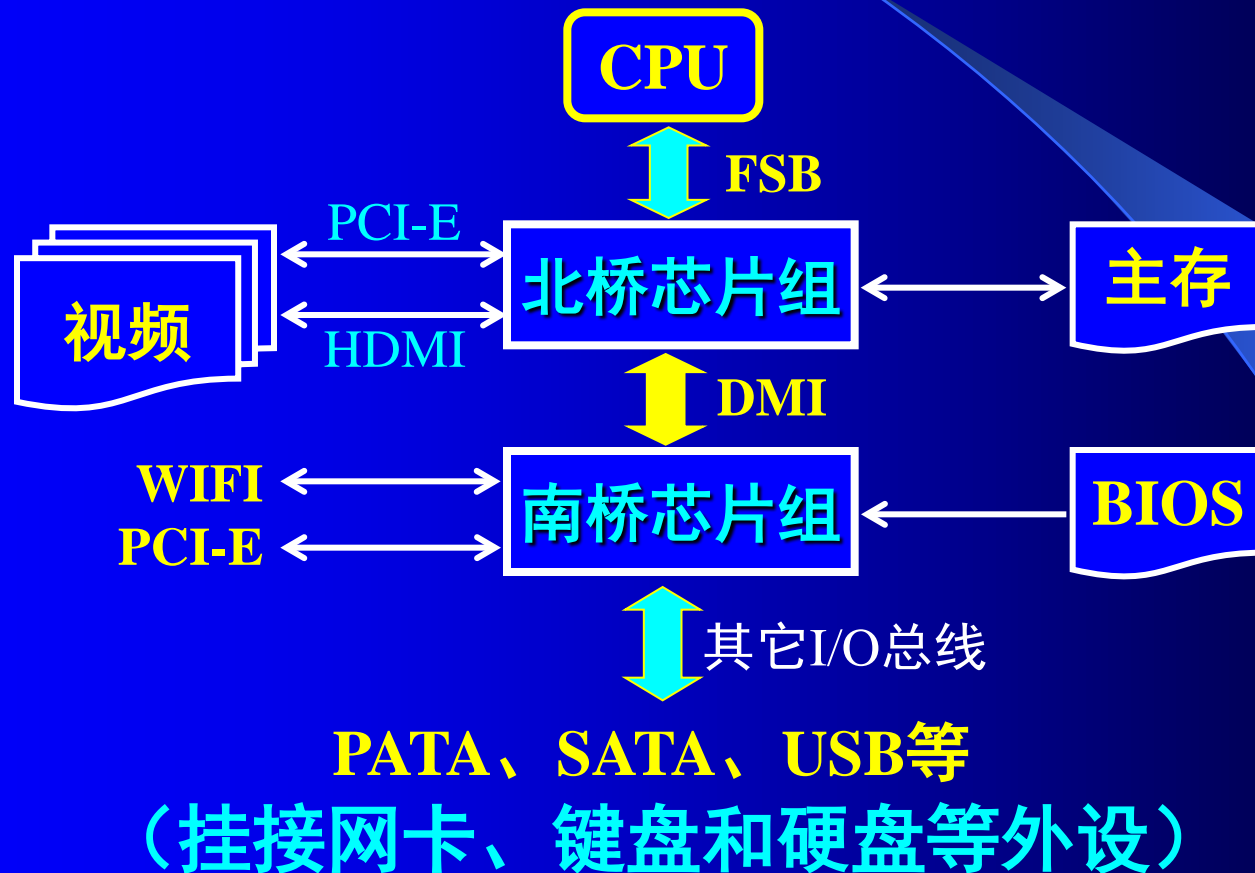 CPU
FSB
PCI-E
视频
HDMI
北桥芯片组
主存
DMI
WIFI
PCI-E
南桥芯片组
BIOS
其它I/O总线
PATA、SATA、USB等
（挂接网卡、键盘和硬盘等外设）